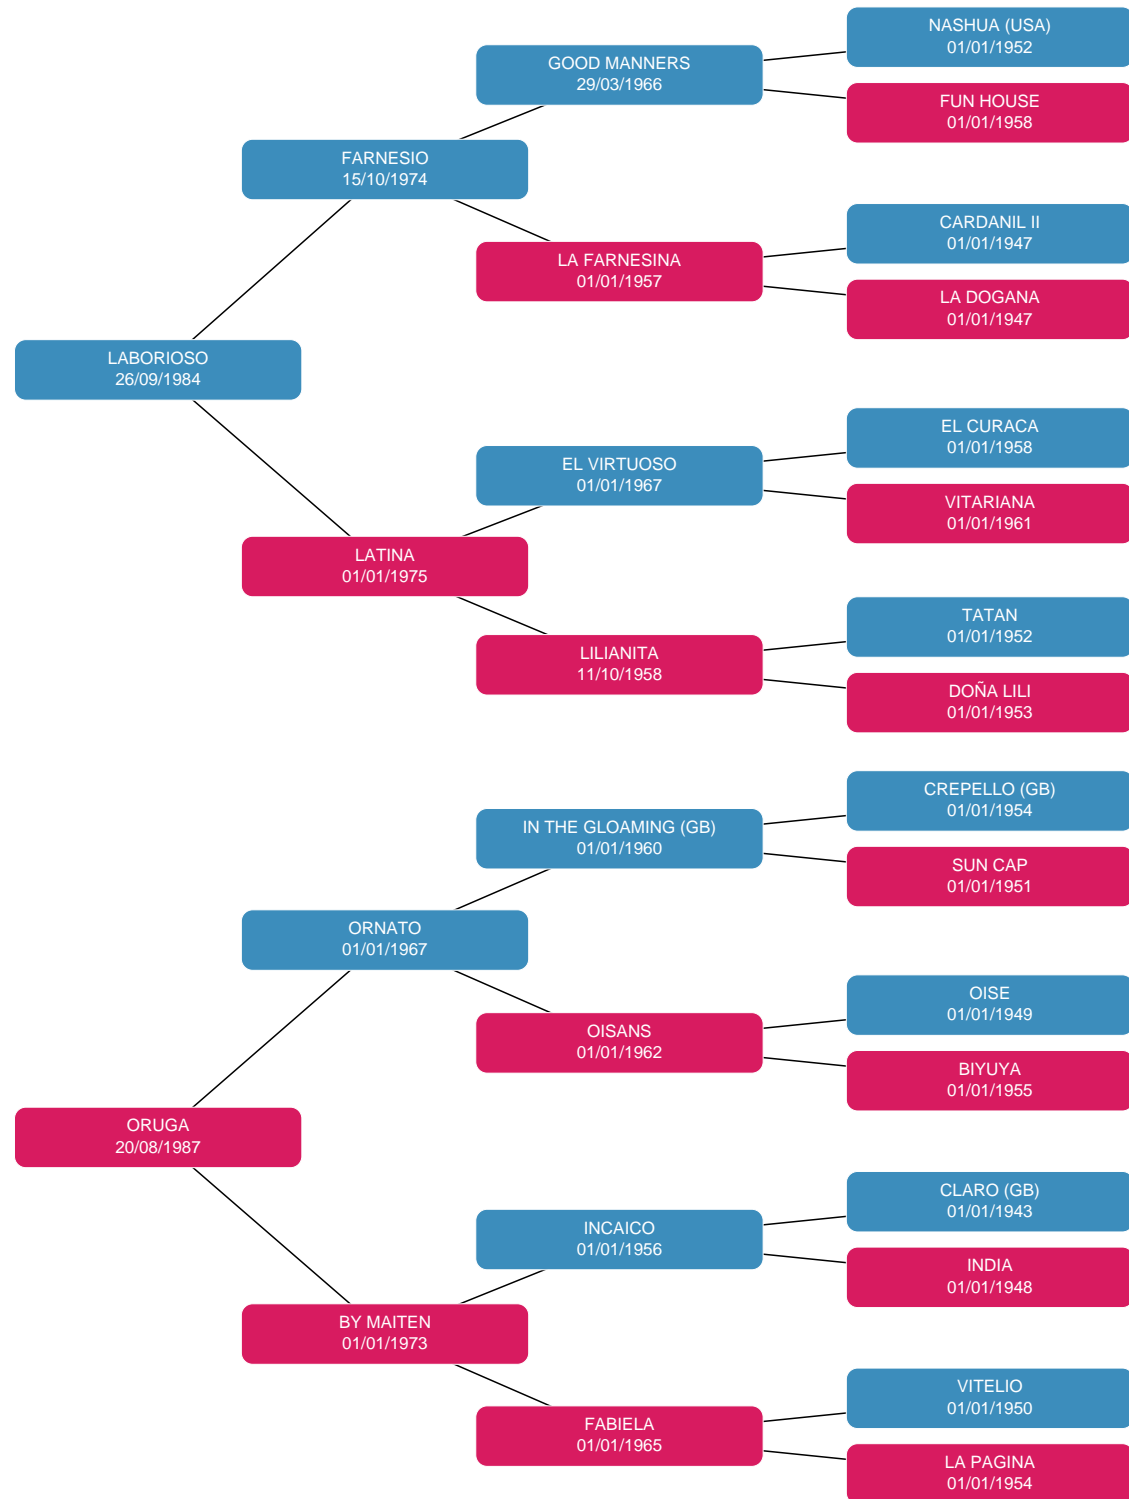 NASHUA (USA)
01/01/1952
GOOD MANNERS
29/03/1966
FUN HOUSE
01/01/1958
FARNESIO
15/10/1974
CARDANIL II
01/01/1947
LA FARNESINA
01/01/1957
LA DOGANA
01/01/1947
LABORIOSO
26/09/1984
EL CURACA
01/01/1958
EL VIRTUOSO
01/01/1967
VITARIANA
01/01/1961
LATINA
01/01/1975
TATAN
01/01/1952
LILIANITA
11/10/1958
DOÑA LILI
01/01/1953
CREPELLO (GB)
01/01/1954
IN THE GLOAMING (GB)
01/01/1960
SUN CAP
01/01/1951
ORNATO
01/01/1967
OISE
01/01/1949
OISANS
01/01/1962
BIYUYA
01/01/1955
ORUGA
20/08/1987
CLARO (GB)
01/01/1943
INCAICO
01/01/1956
INDIA
01/01/1948
BY MAITEN
01/01/1973
VITELIO
01/01/1950
FABIELA
01/01/1965
LA PAGINA
01/01/1954